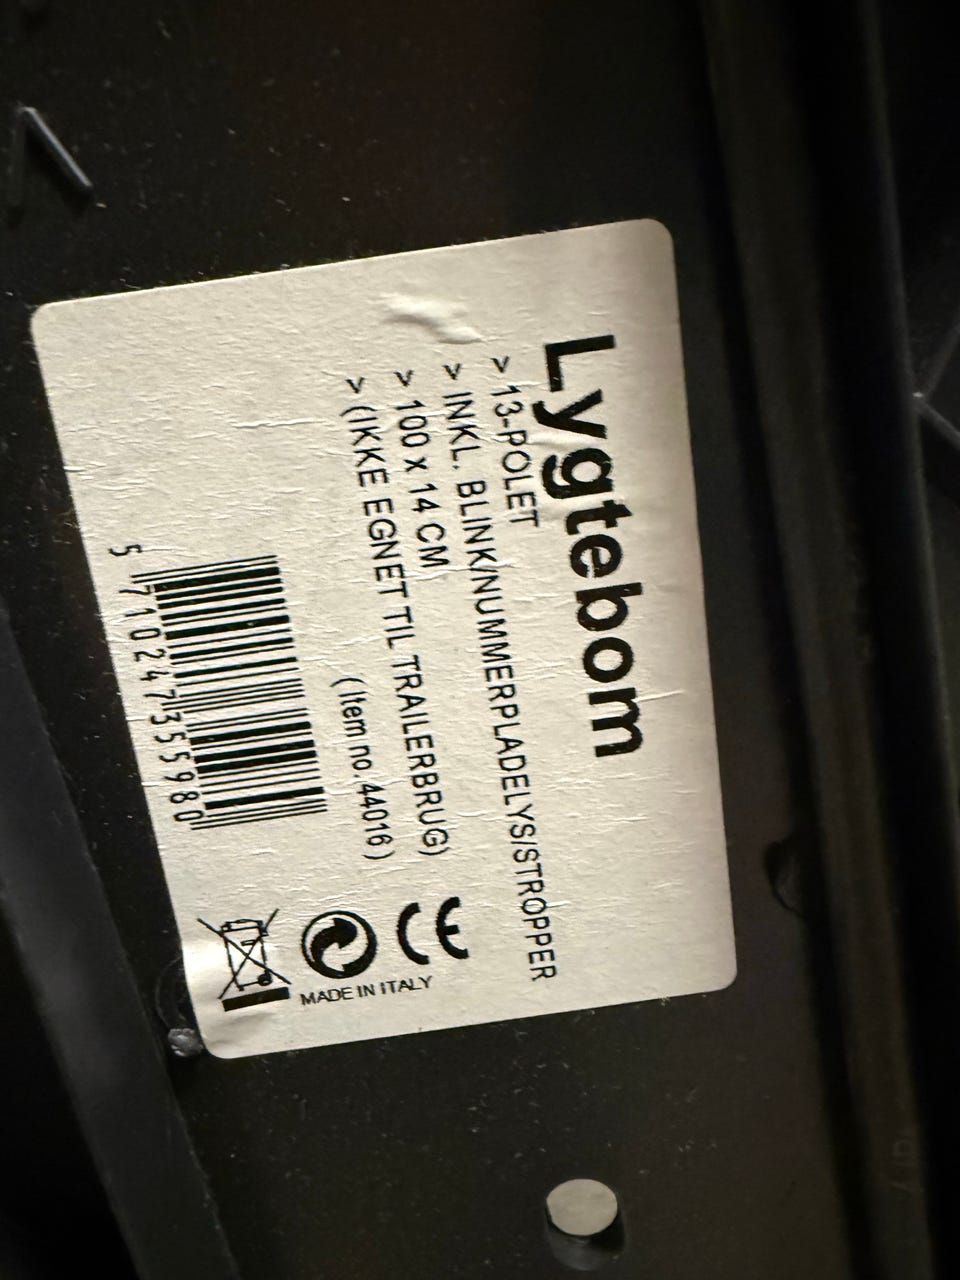 Lygtebom
> 13-POLET
> INKL. BLINK/NUMMERPLADELYS/STROPPER
> 100 x 14 CM
> (IKKE EGNET TIL TRAILERBRUG)
(Item no. 44016)
5 710247 355980
CE
MADE IN ITALY